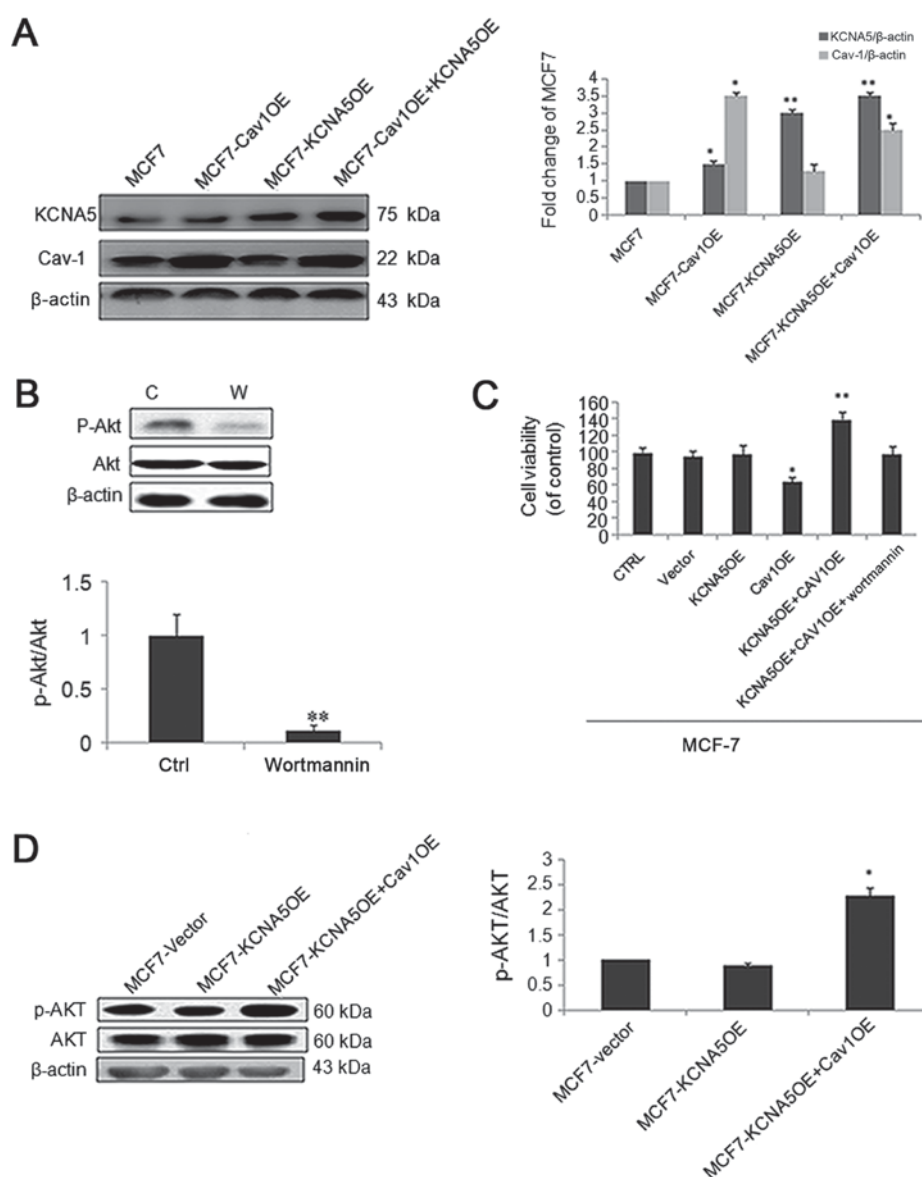 A
MCF7
MCF7-Cav1OE
MCF7-KCNA5OE
MCF7-Cav1OE+KCNA5OE
KCNA5
75 kDa
Cav-1
22 kDa
β-actin
43 kDa
KCNA5/β-actin
Cav-1/β-actin
Fold change of MCF7
4
3.5
3
2.5
2
1.5
1
0.5
* * ** ** *
MCF7
MCF7-Cav1OE
MCF7-KCNA5OE
MCF7-KCNA5OE+Cav1OE
B
C W
P-Akt
Akt
β-actin
p-Akt/Akt
1.5
1
0.5
0
**
Ctrl
Wortmannin
C
Cell viability
(of control)
160
140
120
100
80
60
40
20
0
* **
CTRL
Vector
KCNA5OE
Cav1OE
KCNA5OE+CAV1OE
KCNA5OE+CAV1OE+wortmannin
MCF-7
D
MCF7-Vector
MCF7-KCNA5OE
MCF7-KCNA5OE+Cav1OE
p-AKT
60 kDa
AKT
60 kDa
β-actin
43 kDa
p-AKT/AKT
3
2.5
2
1.5
1
0.5
0
*
MCF7-vector
MCF7-KCNA5OE
MCF7-KCNA5OE+Cav1OE